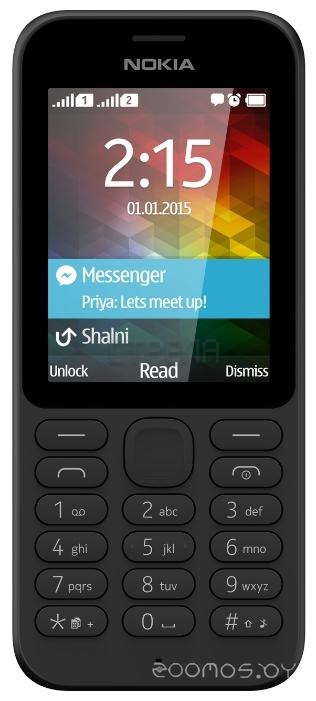 NOKIA
1 2
2:15
01.01.2015
Messenger
Priya: Lets meet up!
Shalni
Unlock Read Dismiss
1 2 abc 3 def
4 ghi 5 jkl 6 mno
7 pqrs 8 tuv 9 wxyz
* + 0 #
zoomos.by